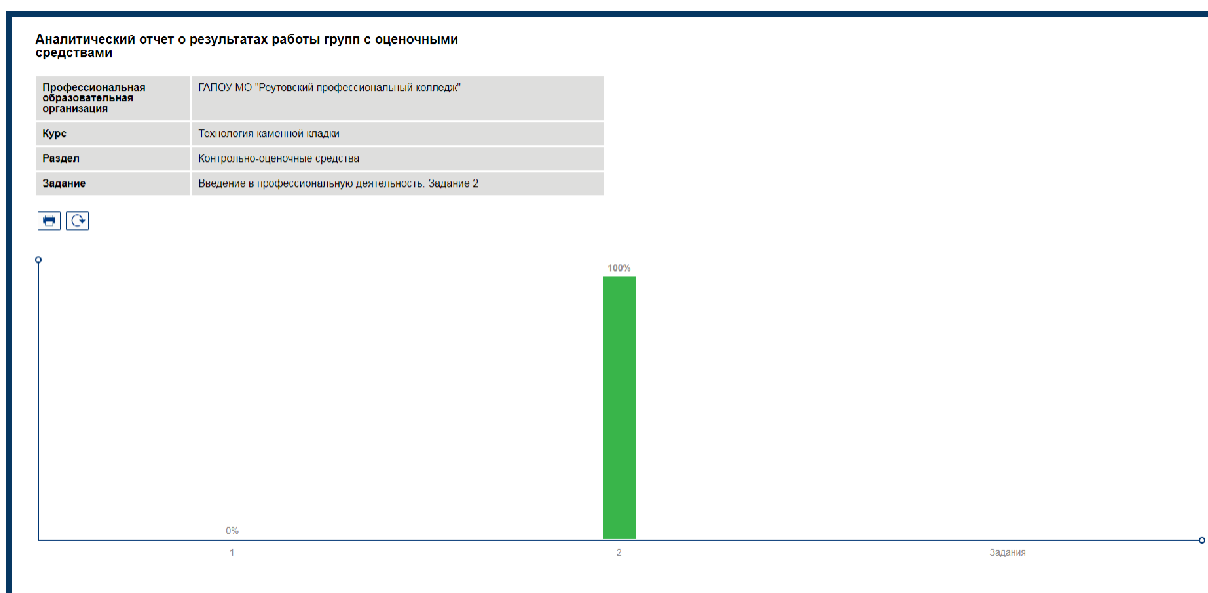 Аналитический отчет о результатах работы групп с оценочными
средствами
Профессиональная
образовательная
организация
ГАПОУ МО "Реутовский профессиональный колледж"
Курс
Технология каменной кладки
Раздел
Контрольно-оценочные средства
Задание
Введение в профессиональную деятельность. Задание 2
100%
0%
1
2
Задания